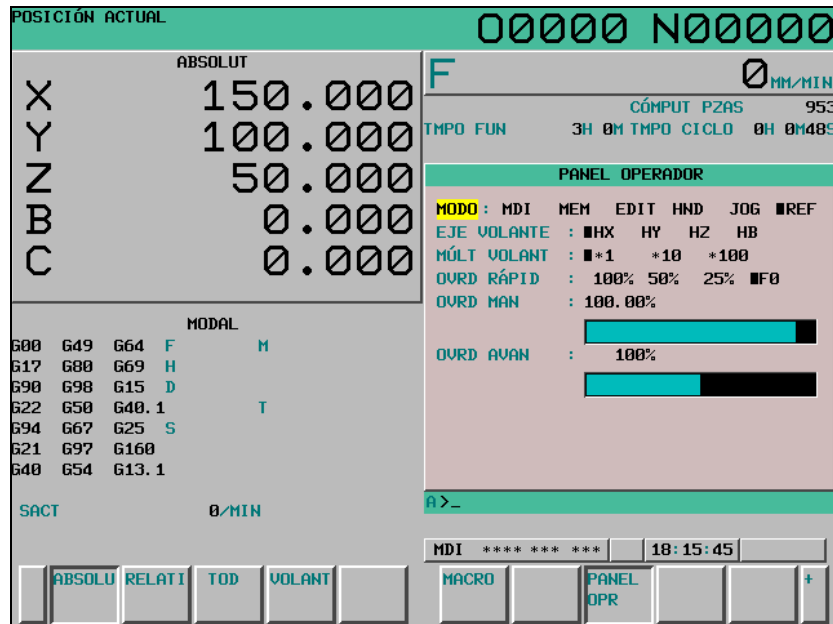 POSICIÓN ACTUAL
O0000 N00000
ABSOLUT
X 150.000
Y 100.000
Z 50.000
B 0.000
C 0.000
F 0 MM/MIN
CÓMPUT PZAS 953
TMPO FUN 3H 0M TMPO CICLO 0H 0M48S
PANEL OPERADOR
MODO : MDI MEM EDIT HND JOG ■REF
EJE VOLANTE : ■HX HY HZ HB
MÚLT VOLANT : ■*1 *10 *100
OVRD RÁPID : 100% 50% 25% ■F0
OVRD MAN : 100.00%
OVRD AVAN : 100%
MODAL
G00 G49 G64 F M
G17 G80 G69 H
G90 G98 G15 D
G22 G50 G40.1 T
G94 G67 G25 S
G21 G97 G160
G40 G54 G13.1
SACT 0/MIN
A>_
MDI **** *** *** 18:15:45
ABSOLU RELATI TOD VOLANT MACRO PANEL OPR +